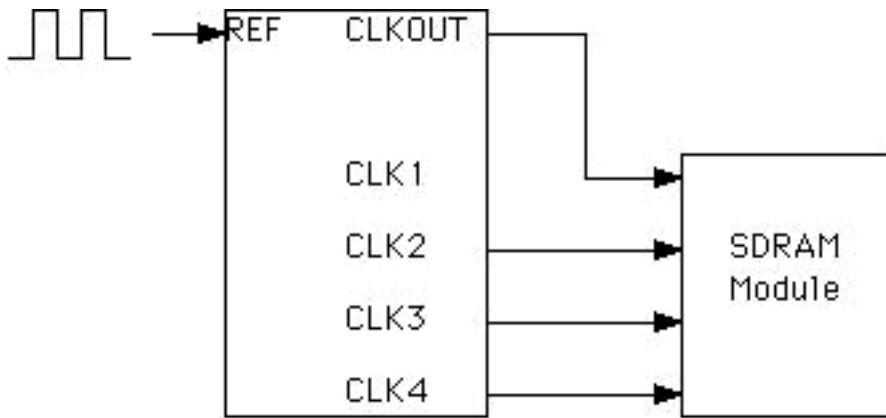 REF CLKOUT
CLK1
CLK2
SDRAM
Module
CLK3
CLK4